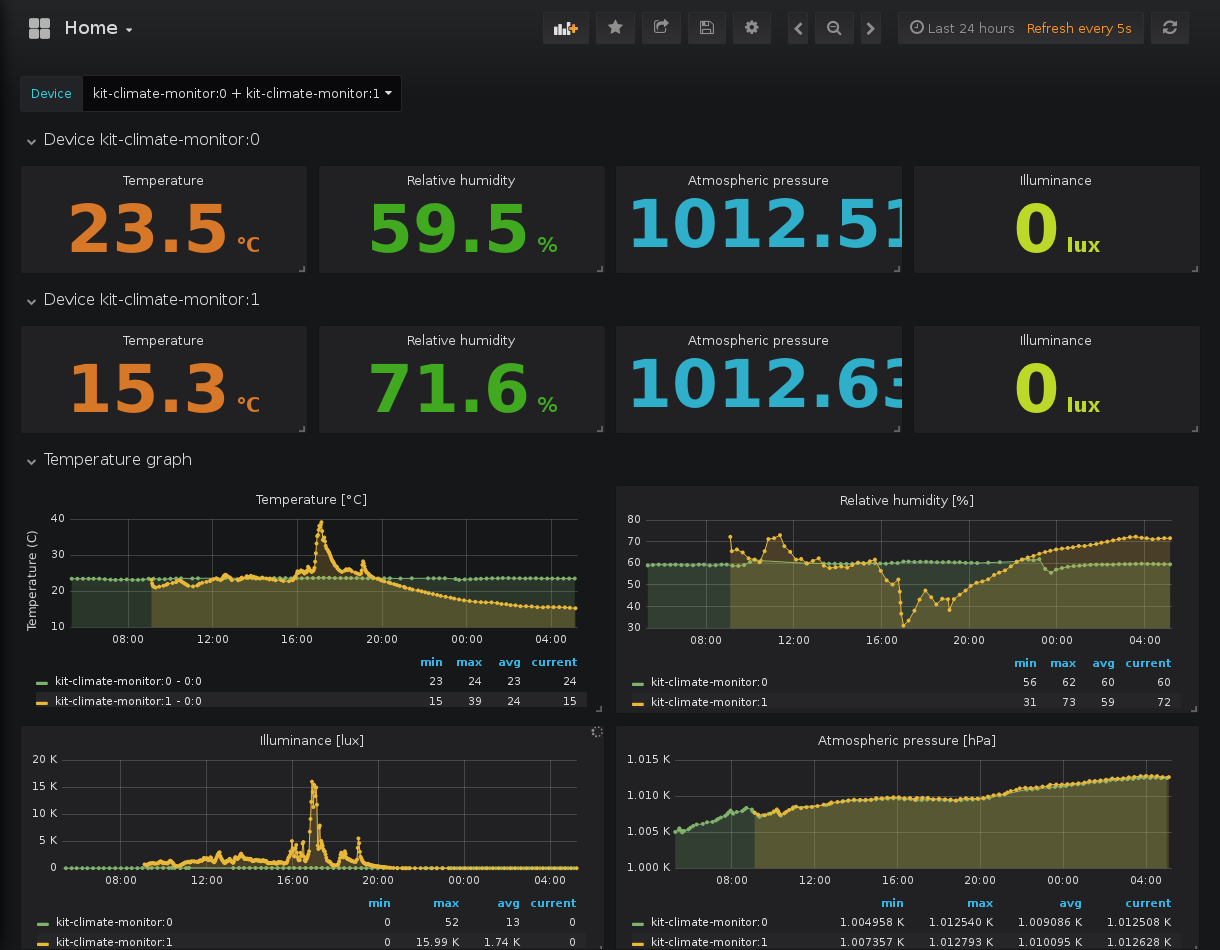 Home
Last 24 hours Refresh every 5s
Device kit-climate-monitor:0 + kit-climate-monitor:1
Device kit-climate-monitor:0
Temperature Relative humidity Atmospheric pressure Illuminance
23.5 °C 59.5 % 1012.51 0 lux
Device kit-climate-monitor:1
Temperature Relative humidity Atmospheric pressure Illuminance
15.3 °C 71.6 % 1012.63 0 lux
Temperature graph
Temperature [°C]
Temperature (C)
40
30
20
10
08:00 12:00 16:00 20:00 00:00 04:00
min max avg current
kit-climate-monitor:0 - 0:0 23 24 23 24
kit-climate-monitor:1 - 0:0 15 39 24 15
Relative humidity [%]
80
70
60
50
40
30
08:00 12:00 16:00 20:00 00:00 04:00
min max avg current
kit-climate-monitor:0 56 62 60 60
kit-climate-monitor:1 31 73 59 72
Illuminance [lux]
20 K
15 K
10 K
5 K
0
08:00 12:00 16:00 20:00 00:00 04:00
min max avg current
kit-climate-monitor:0 0 52 13 0
kit-climate-monitor:1 0 15.99 K 1.74 K 0
Atmospheric pressure [hPa]
1.015 K
1.010 K
1.005 K
1.000 K
08:00 12:00 16:00 20:00 00:00 04:00
min max avg current
kit-climate-monitor:0 1.004958 K 1.012540 K 1.009086 K 1.012508 K
kit-climate-monitor:1 1.007357 K 1.012793 K 1.010095 K 1.012628 K